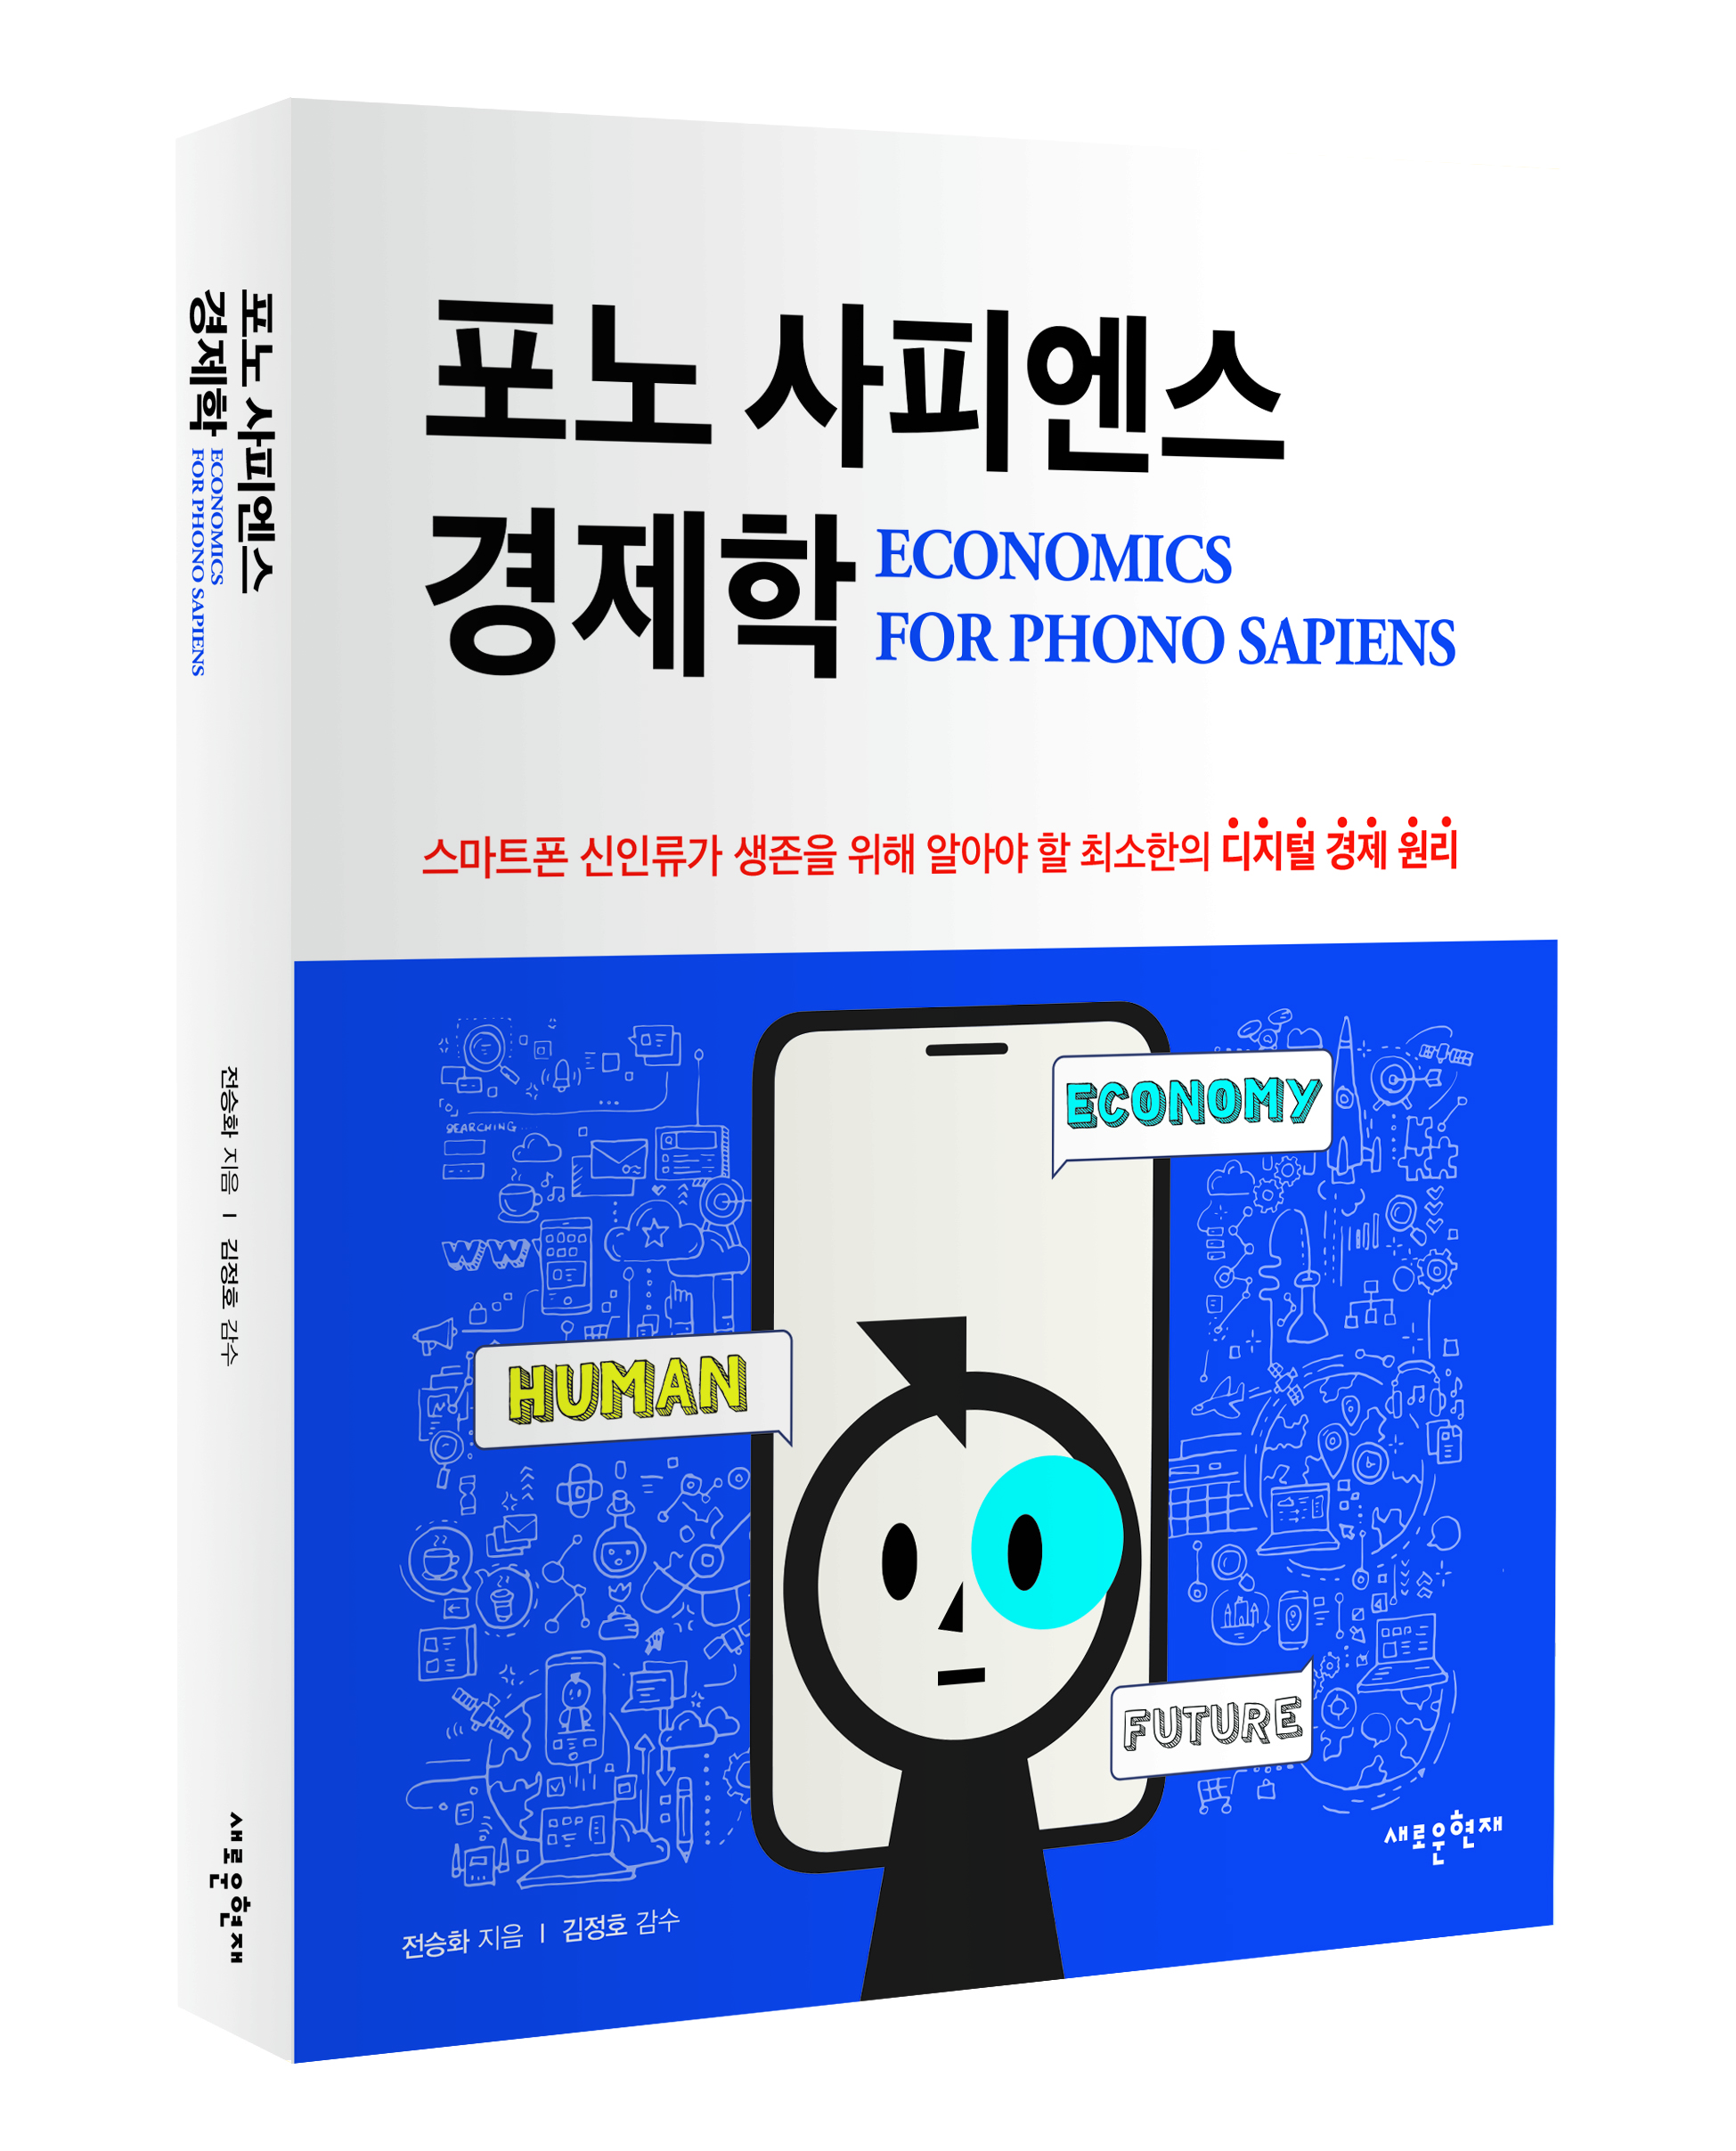 포노 사피엔스
경제학
ECONOMICS
FOR PHONO SAPIENS
전승화 지음 | 김정호 감수
새로운현재
포노 사피엔스
경제학
ECONOMICS
FOR PHONO SAPIENS
스마트폰 신인류가 생존을 위해 알아야 할 최소한의 디지털 경제 원리
ECONOMY
SEARCHING
WW
HUMAN
FUTURE
새로운현재
전승화 지음 | 김정호 감수